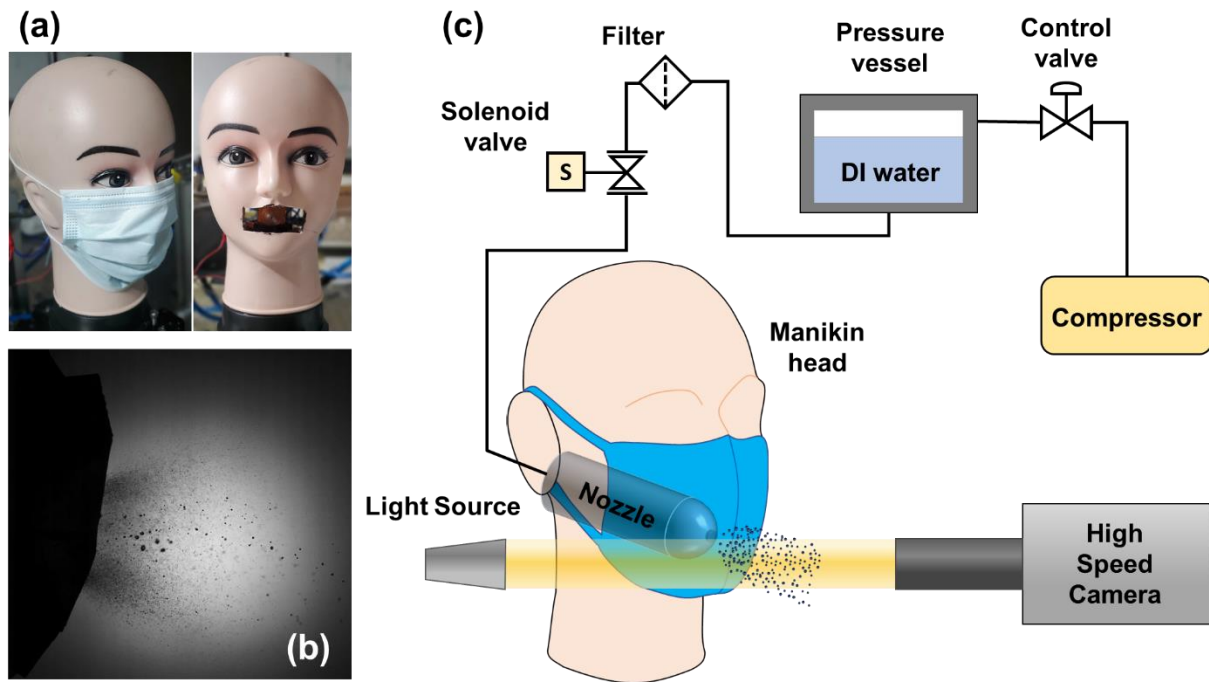 (a)
(b)
(c)
Filter
Pressure
vessel
Control
valve
Solenoid
valve
S
DI water
Compressor
Manikin
head
Light Source
Nozzle
High
Speed
Camera